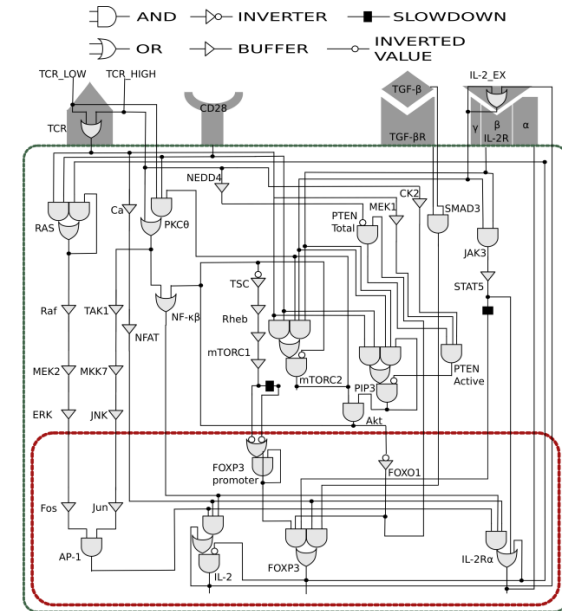 AND INVERTER SLOWDOWN
OR BUFFER INVERTED VALUE
TCR_LOW TCR_HIGH
IL-2_EX
TGF-β
CD28
TCR
γ β α
TGF-βR
IL-2R
NEDD4
CK2
MEK1
SMAD3
Ca
PKCθ
PTEN Total
RAS
JAK3
TSC
STAT5
Raf
TAK1
NF-κβ
Rheb
NFAT
mTORC1
PTEN Active
MEK2
MKK7
mTORC2
PIP3
ERK
JNK
Akt
FOXP3 promoter
FOXO1
Fos
Jun
AP-1
IL-2
FOXP3
IL-2Rα